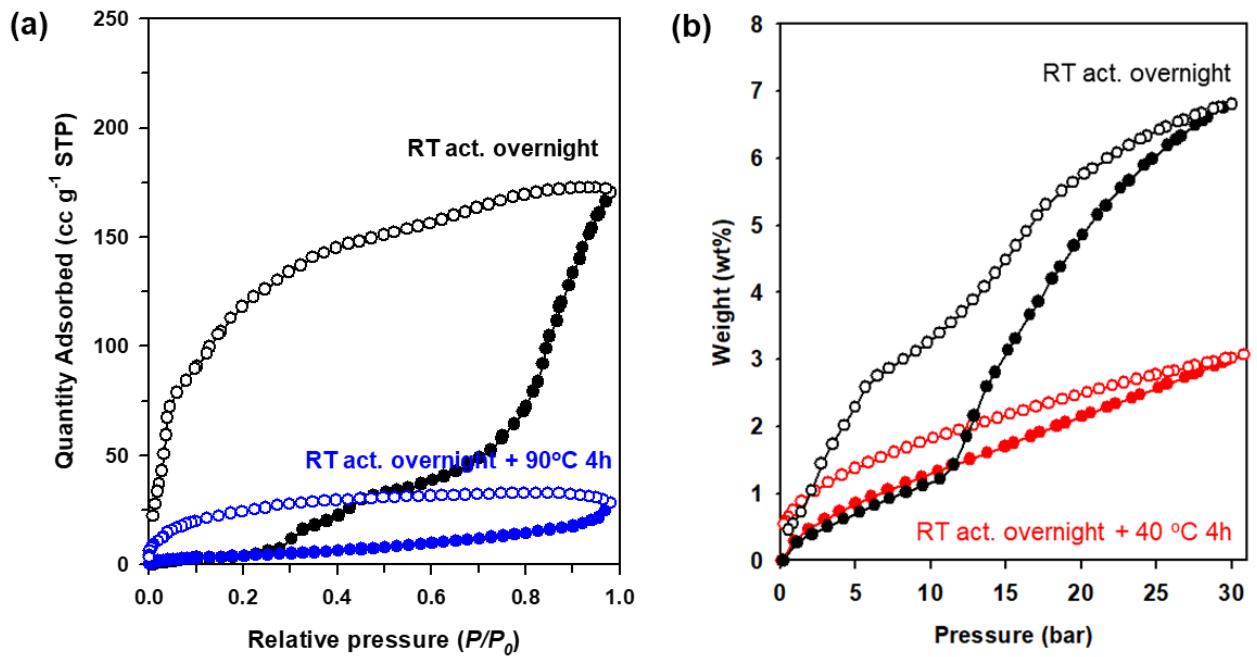 (a)
250
200
150
100
50
0
Quantity Adsorbed (cc g⁻¹ STP)
RT act. overnight
RT act. overnight + 90°C 4h
0.0 0.2 0.4 0.6 0.8 1.0
Relative pressure (P/P₀)
(b)
8
7
6
5
4
3
2
1
0
Weight (wt%)
RT act. overnight
RT act. overnight + 40 °C 4h
0 5 10 15 20 25 30
Pressure (bar)